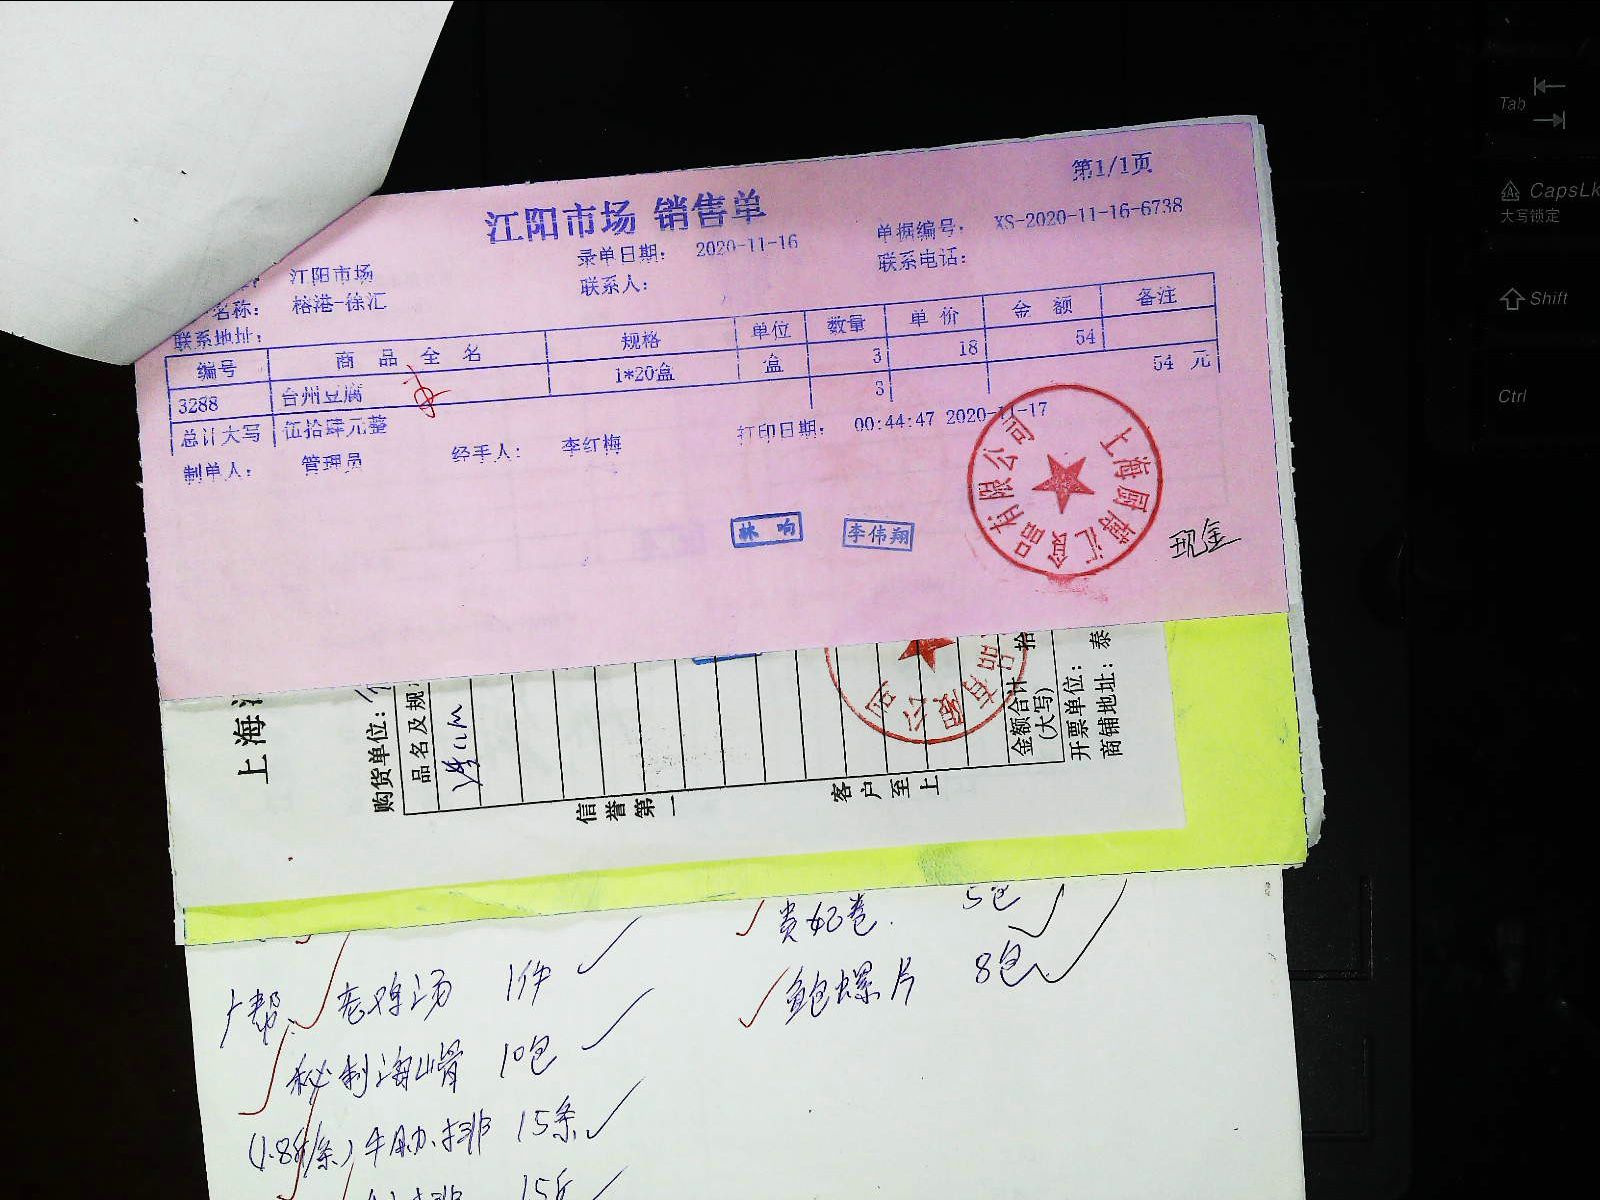 第1/1页
江阳市场 销售单
录单日期： 2020-11-16
单据编号： XS-2020-11-16-6738
江阳市场
联系人：
联系电话：
名称： 榕港-徐汇
联系地址：
编号 商 品 全 名 规格 单位 数量 单 价 金 额 备注
3288 台州豆腐 1*20盒 盒 3 18 54
总计大写 伍拾肆元整 3 54 元
制单人： 管理员 经手人： 李红梅 打印日期： 00:44:47 2020-11-17
林 响
李伟翔
现金
上海
购货单位：
品名及规
信誉第一
客户至上
金额合计
(大写)
拾
开票单位： 泰
商铺地址：
有限公司
贵妃卷. 5包
广帮. 老鸭汤 1件
鲍螺片 8包
秘制 10包
牛肋排 15条